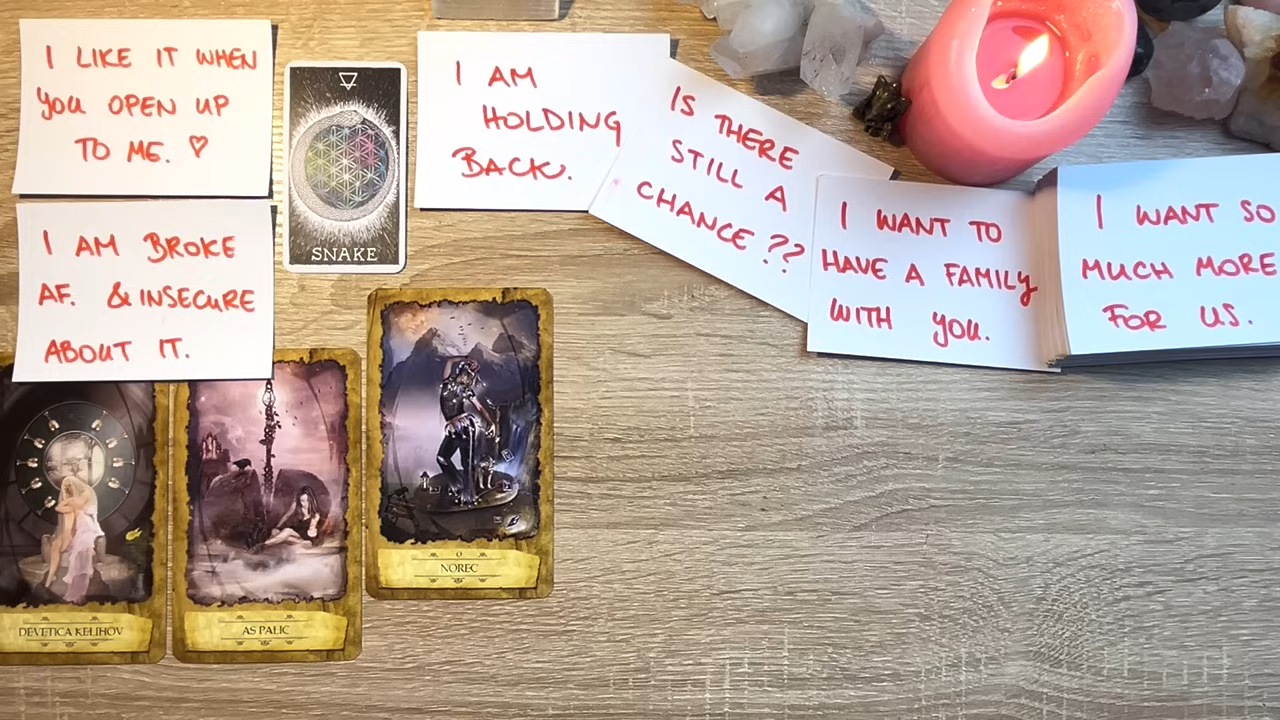 I LIKE IT WHEN
YOU OPEN UP
TO ME. ♡
I AM BROKE
AF. & INSECURE
ABOUT IT.
SNAKE
I AM
HOLDING
BACK.
IS THERE
STILL A
CHANCE ??
I WANT TO
HAVE A FAMILY
WITH YOU.
I WANT SO
MUCH MORE
FOR US.
DEVETICA KELIHOV
AS PALIC
0
NOREC